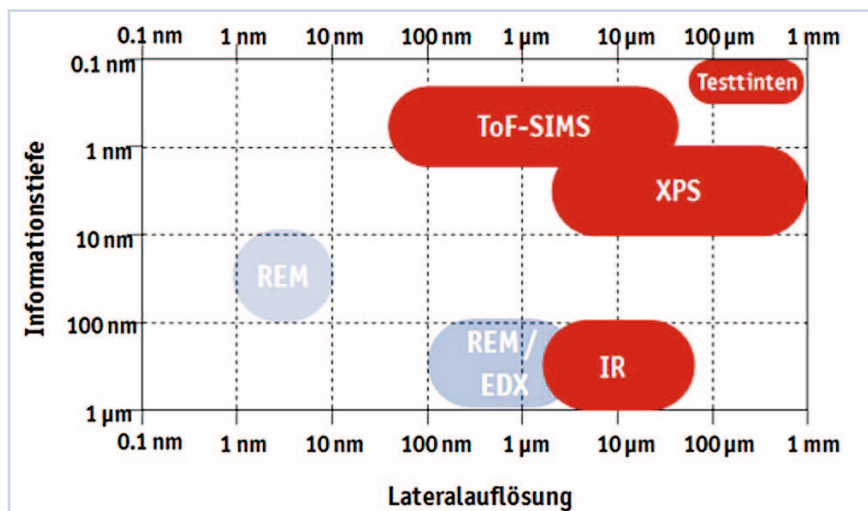 0.1 nm 1 nm 10 nm 100 nm 1 µm 10 µm 100 µm 1 mm
0.1 nm
Testtinten
ToF-SIMS
1 nm
XPS
Informationstiefe
10 nm
REM
100 nm
REM /
EDX
IR
1 µm
0.1 nm 1 nm 10 nm 100 nm 1 µm 10 µm 100 µm 1 mm
Lateralauflösung